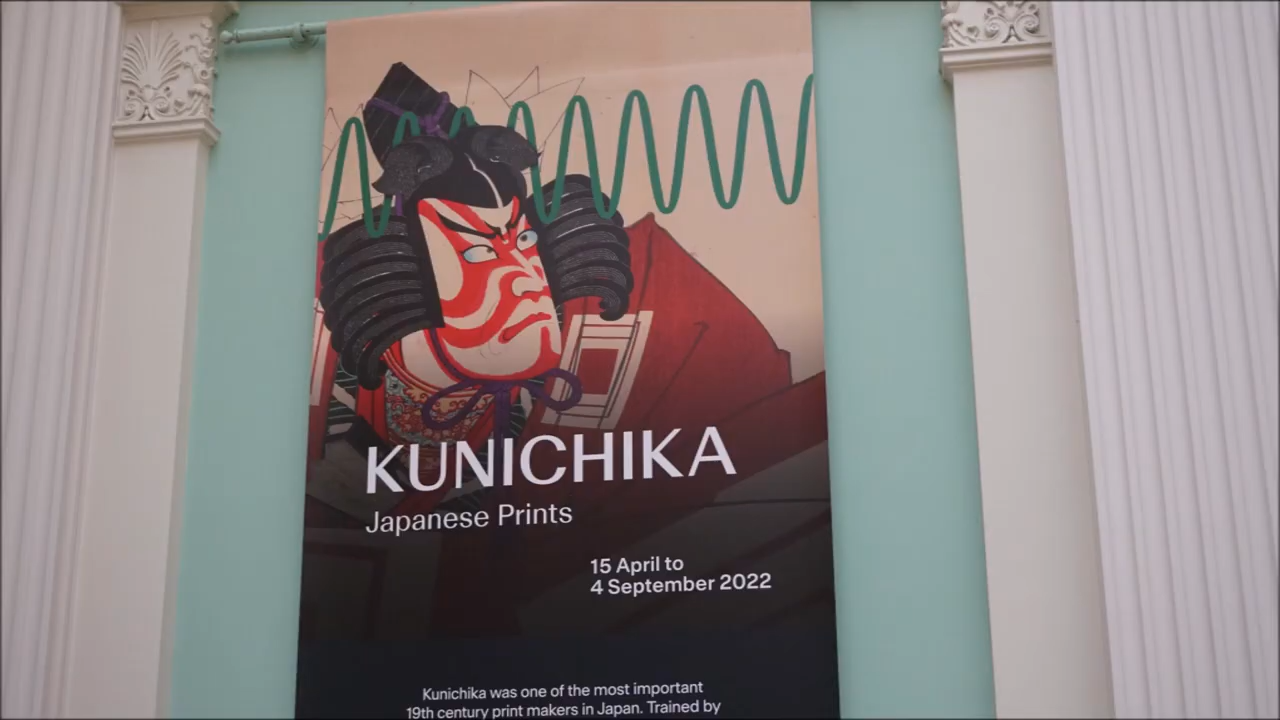 KUNICHIKA
Japanese Prints
15 April to
4 September 2022
Kunichika was one of the most important
19th century print makers in Japan. Trained by